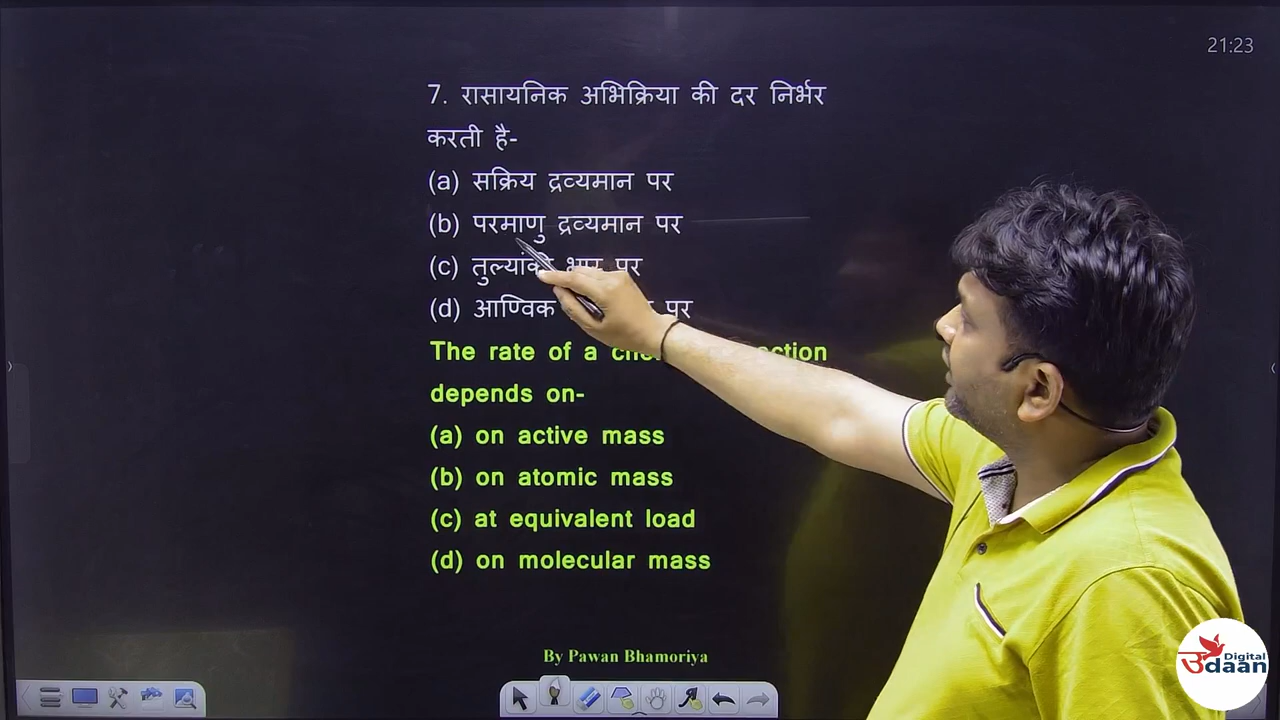 21:23
7. रासायनिक अभिक्रिया की दर निर्भर
करती है-
(a) सक्रिय द्रव्यमान पर
(b) परमाणु द्रव्यमान पर
(c) पर
(d) आण्विक पर
The rate of a
depends on-
(a) on active mass
(b) on atomic mass
(c) at equivalent load
(d) on molecular mass
By Pawan Bhamoriya
Digital
उdaan